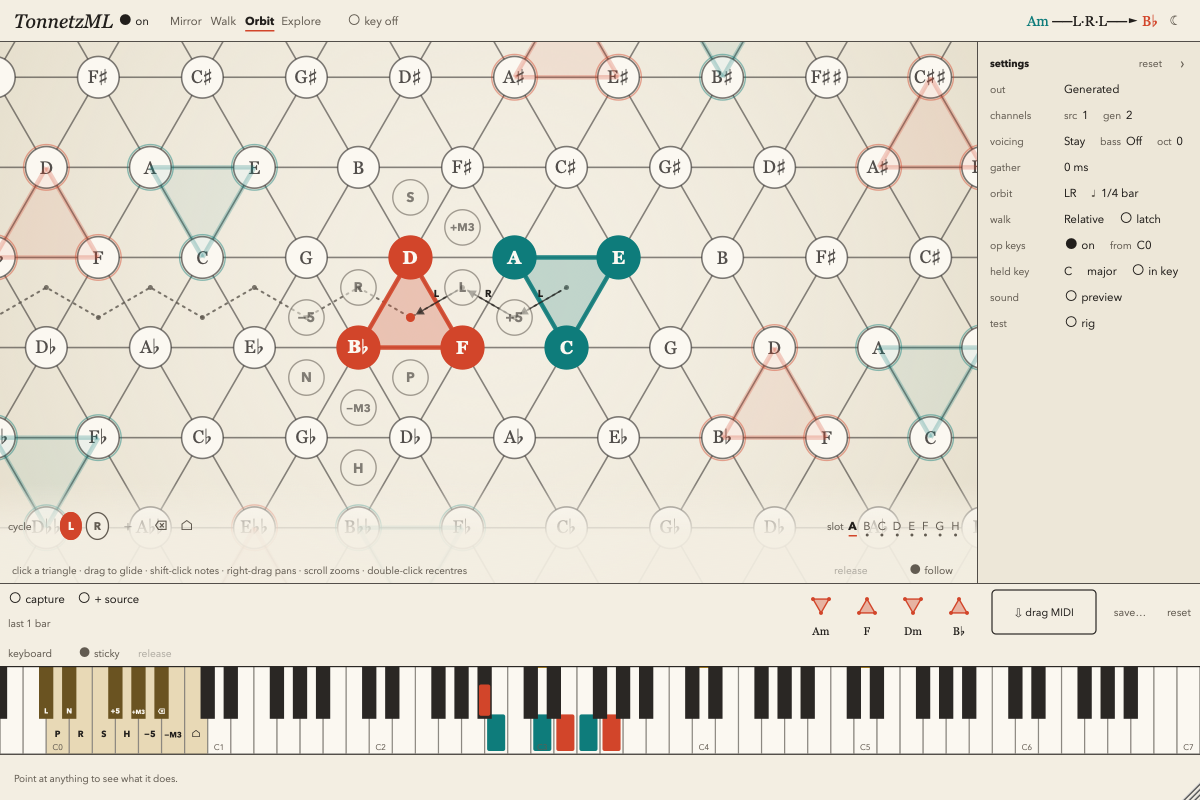 TonnetzML on Mirror Walk Orbit Explore key off Am L·R·L B♭
F♯ C♯ G♯ D♯ A♯ E♯ B♯ F♯♯ C♯♯
D A E B F♯ C♯ G♯ D♯ A♯
S
+M3
F C G D A E B F♯ C♯
R L L R L
−5 +5
D♭ A♭ E♭ B♭ F C G D A
N P
−M3
F♭ C♭ G♭ D♭ A♭ E♭ B♭ F C
H
D♭♭ A♭♭ E♭♭ B♭♭ F♭ C♭ G♭ D♭ A♭
cycle L R + slot A B C D E F G H
click a triangle · drag to glide · shift-click notes · right-drag pans · scroll zooms · double-click recentres release follow
settings reset ›
out Generated
channels src 1 gen 2
voicing Stay bass Off oct 0
gather 0 ms
orbit LR ♩ 1/4 bar
walk Relative latch
op keys on from C0
held key C major in key
sound preview
test rig
capture + source
last 1 bar
Am F Dm B♭
⇩ drag MIDI save... reset
keyboard sticky release
L N +5 +M3
P R S H −5 −M3
C0 C1 C2 C4 C5 C6 C7
Point at anything to see what it does.